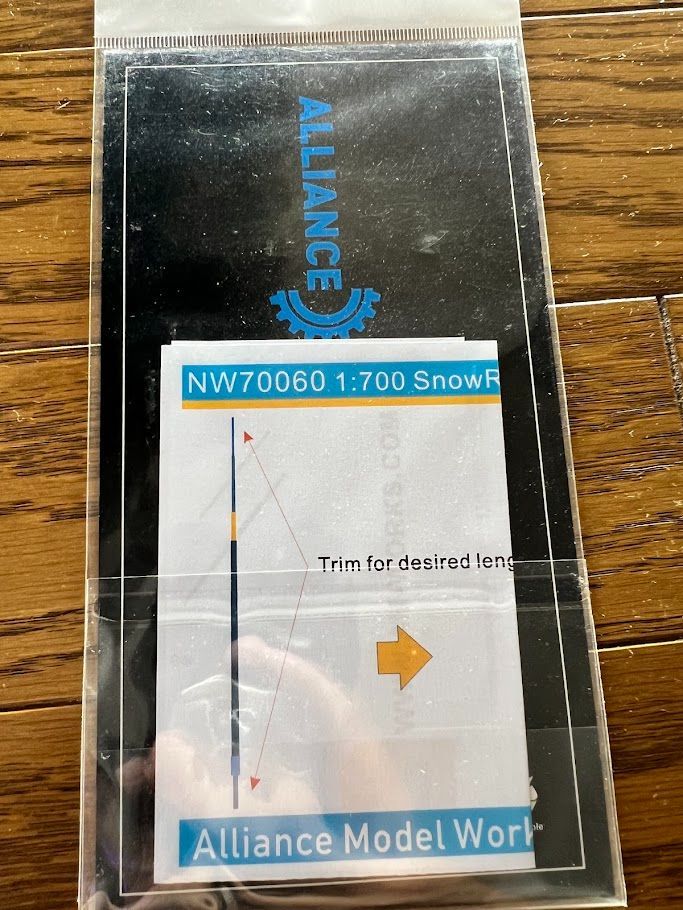 ALLIANCE
NW70060 1:700 SnowR
Trim for desired leng
Alliance Model Work